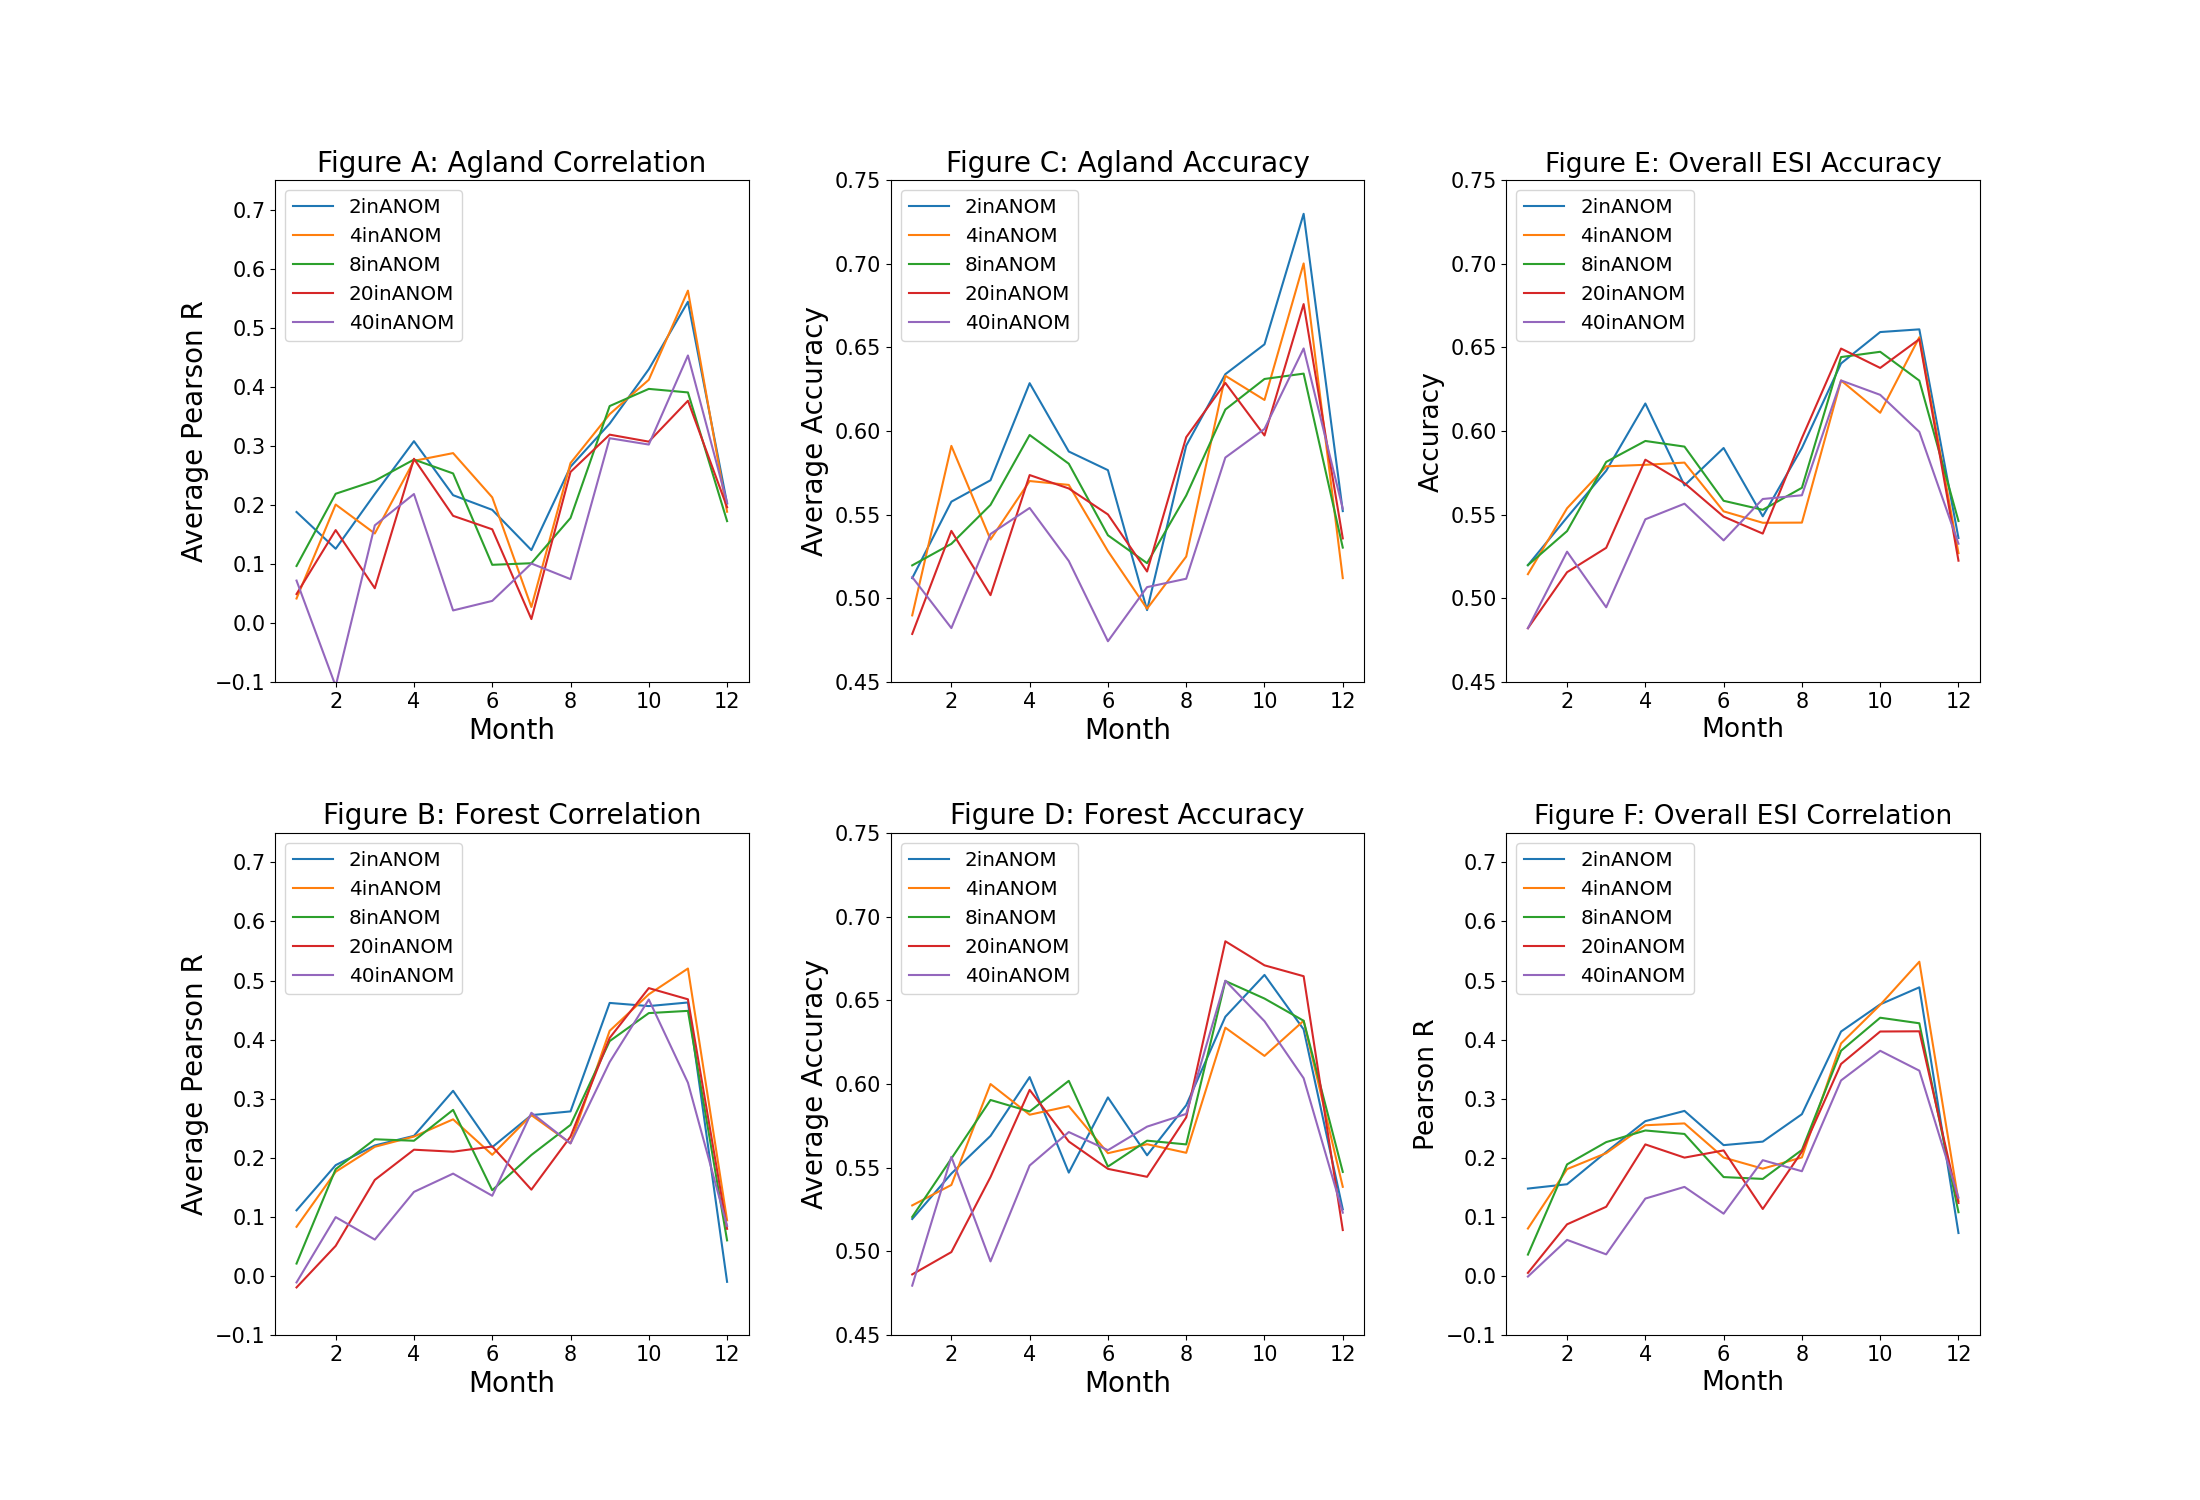 Figure A: Agland Correlation
Average Pearson R
0.7
0.6
0.5
0.4
0.3
0.2
0.1
0.0
−0.1
2inANOM
4inANOM
8inANOM
20inANOM
40inANOM
2 4 6 8 10 12
Month
Figure C: Agland Accuracy
Average Accuracy
0.75
0.70
0.65
0.60
0.55
0.50
0.45
2inANOM
4inANOM
8inANOM
20inANOM
40inANOM
2 4 6 8 10 12
Month
Figure E: Overall ESI Accuracy
Accuracy
0.75
0.70
0.65
0.60
0.55
0.50
0.45
2inANOM
4inANOM
8inANOM
20inANOM
40inANOM
2 4 6 8 10 12
Month
Figure B: Forest Correlation
Average Pearson R
0.7
0.6
0.5
0.4
0.3
0.2
0.1
0.0
−0.1
2inANOM
4inANOM
8inANOM
20inANOM
40inANOM
2 4 6 8 10 12
Month
Figure D: Forest Accuracy
Average Accuracy
0.75
0.70
0.65
0.60
0.55
0.50
0.45
2inANOM
4inANOM
8inANOM
20inANOM
40inANOM
2 4 6 8 10 12
Month
Figure F: Overall ESI Correlation
Pearson R
0.7
0.6
0.5
0.4
0.3
0.2
0.1
0.0
−0.1
2inANOM
4inANOM
8inANOM
20inANOM
40inANOM
2 4 6 8 10 12
Month